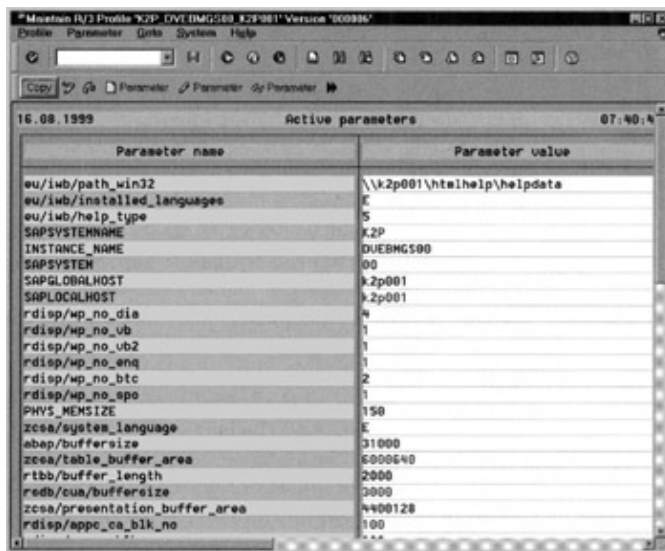 Maintain R/3 Profile 'K2P_DVEBMGS00_K2P001' Version '000006'
Profile Parameter Goto System Help
Copy Parameter Parameter Parameter
16.08.1999 Active parameters 07:40:4
Parameter name Parameter value
eu/iwb/path_win32 \\k2p001\htmlhelp\helpdata
eu/iwb/installed_languages E
eu/iwb/help_type 5
SAPSYSTEMNAME K2P
INSTANCE_NAME DVEBMGS00
SAPSYSTEM 00
SAPGLOBALHOST k2p001
SAPLOCALHOST k2p001
rdisp/wp_no_dia 4
rdisp/wp_no_vb 1
rdisp/wp_no_vb2 1
rdisp/wp_no_enq 1
rdisp/wp_no_btc 2
rdisp/wp_no_spo 1
PHYS_MEMSIZE 150
zcsa/system_language E
abap/buffersize 31000
zcsa/table_buffer_area 6000640
rtbb/buffer_length 2000
rsdb/cua/buffersize 3000
zcsa/presentation_buffer_area 4400128
rdisp/appc_ca_blk_no 100